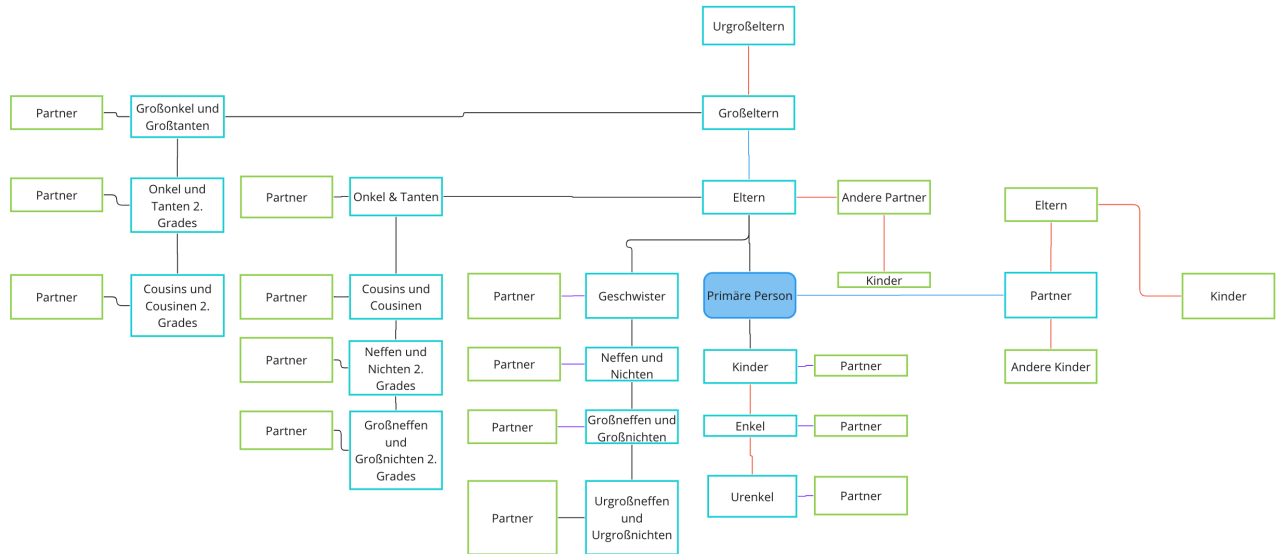 Urgroßeltern
Partner
Großonkel und
Großtanten
Großeltern
Partner
Onkel und
Tanten 2.
Grades
Partner
Onkel & Tanten
Eltern
Andere Partner
Eltern
Partner
Cousins und
Cousinen 2.
Grades
Partner
Cousins und
Cousinen
Partner
Geschwister
Primäre Person
Kinder
Partner
Kinder
Partner
Neffen und
Nichten 2.
Grades
Partner
Neffen und
Nichten
Kinder
Partner
Andere Kinder
Partner
Großneffen
und
Großnichten 2.
Grades
Partner
Großneffen und
Großnichten
Enkel
Partner
Partner
Urgroßneffen
und
Urgroßnichten
Urenkel
Partner